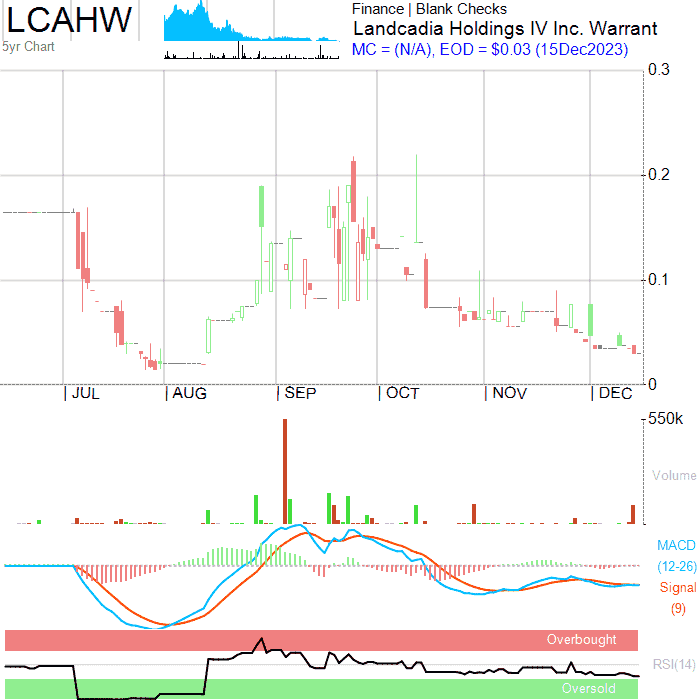 LCAHW
5yr Chart
Finance | Blank Checks
Landcadia Holdings IV Inc. Warrant
MC = (N/A), EOD = $0.03 (15Dec2023)
0.3
0.2
0.1
0
| JUL | AUG | SEP | OCT | NOV | DEC
550k
Volume
MACD
(12-26)
Signal
(9)
Overbought
RSI(14)
Oversold